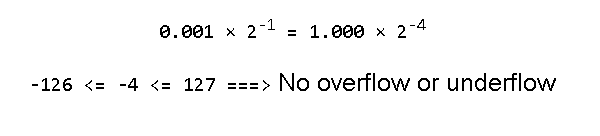 0.001 × 2⁻¹ = 1.000 × 2⁻⁴
-126 <= -4 <= 127 ===> No overflow or underflow